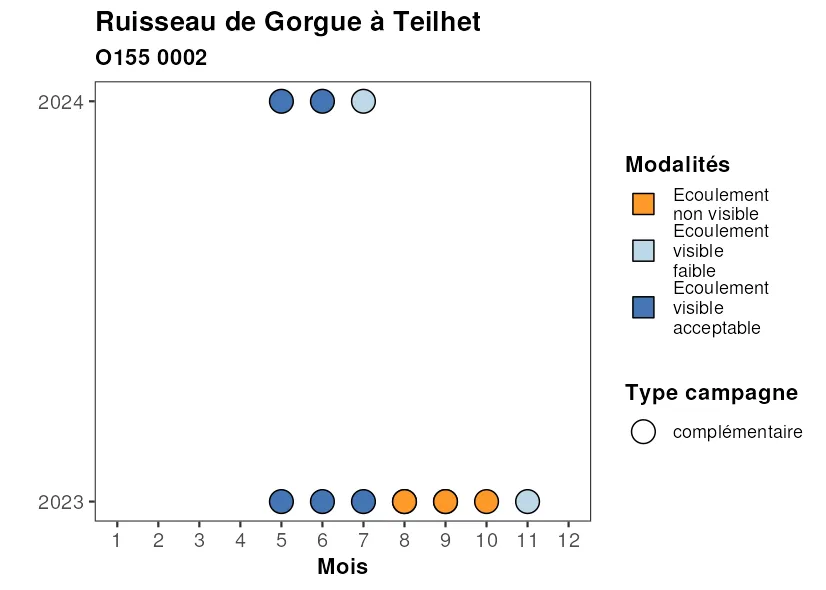 Ruisseau de Gorgue à Teilhet
O155 0002
2024
2023
1 2 3 4 5 6 7 8 9 10 11 12
Mois
Modalités
Ecoulement
non visible
Ecoulement
visible
faible
Ecoulement
visible
acceptable
Type campagne
complémentaire